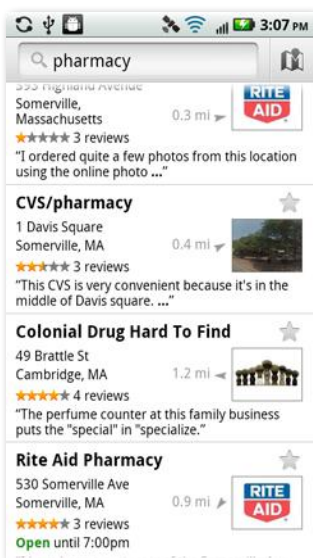 3:07 PM
pharmacy
393 Highland Avenue
RITE
AID
Somerville,
Massachusetts
0.3 mi
3 reviews
"I ordered quite a few photos from this location
using the online photo ..."
CVS/pharmacy
1 Davis Square
Somerville, MA
0.4 mi
3 reviews
"This CVS is very convenient because it's in the
middle of Davis square. ..."
Colonial Drug Hard To Find
49 Brattle St
Cambridge, MA
1.2 mi
4 reviews
"The perfume counter at this family business
puts the "special" in "specialize."
Rite Aid Pharmacy
530 Somerville Ave
Somerville, MA
0.9 mi
RITE
AID
3 reviews
Open until 7:00pm